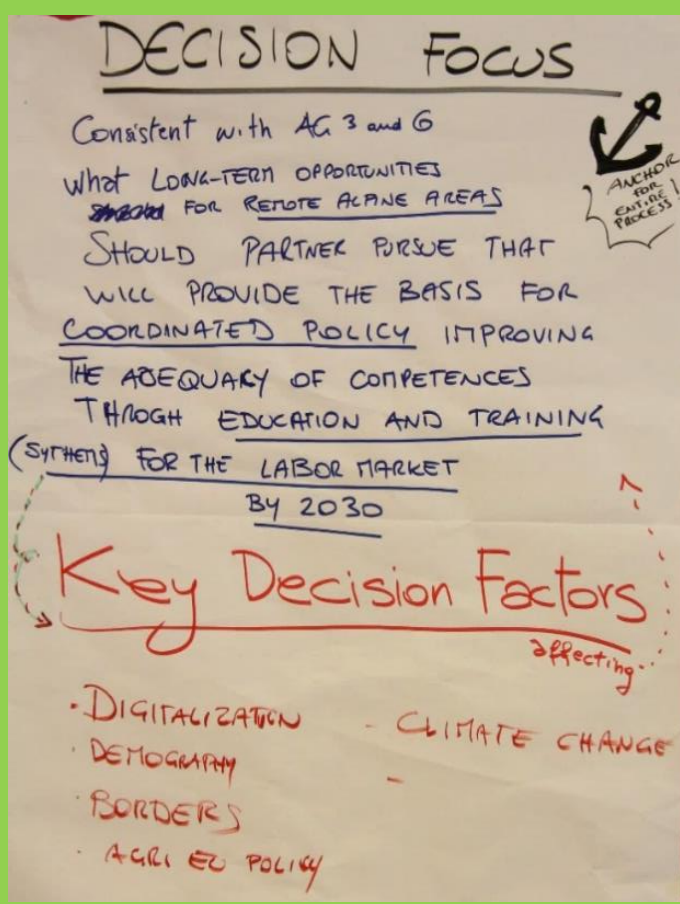 DECISION FOCUS
Consistent with AG 3 and 6
What LONG-TERM OPPORTUNITIES
FOR REMOTE ALPINE AREAS
SHOULD PARTNER PURSUE THAT
WILL PROVIDE THE BASIS FOR
COORDINATED POLICY IMPROVING
THE ADEQUARY OF COMPETENCES
THROGH EDUCATION AND TRAINING
(SYTHEMS) FOR THE LABOR MARKET
BY 2030
ANCHOR
FOR
ENTIRE
PROCESS!
Key Decision Factors
affecting
· DIGITALIZATION
· DEMOGRAPHY
· BORDERS
· AGRI EU POLICY
- CLIMATE CHANGE
-